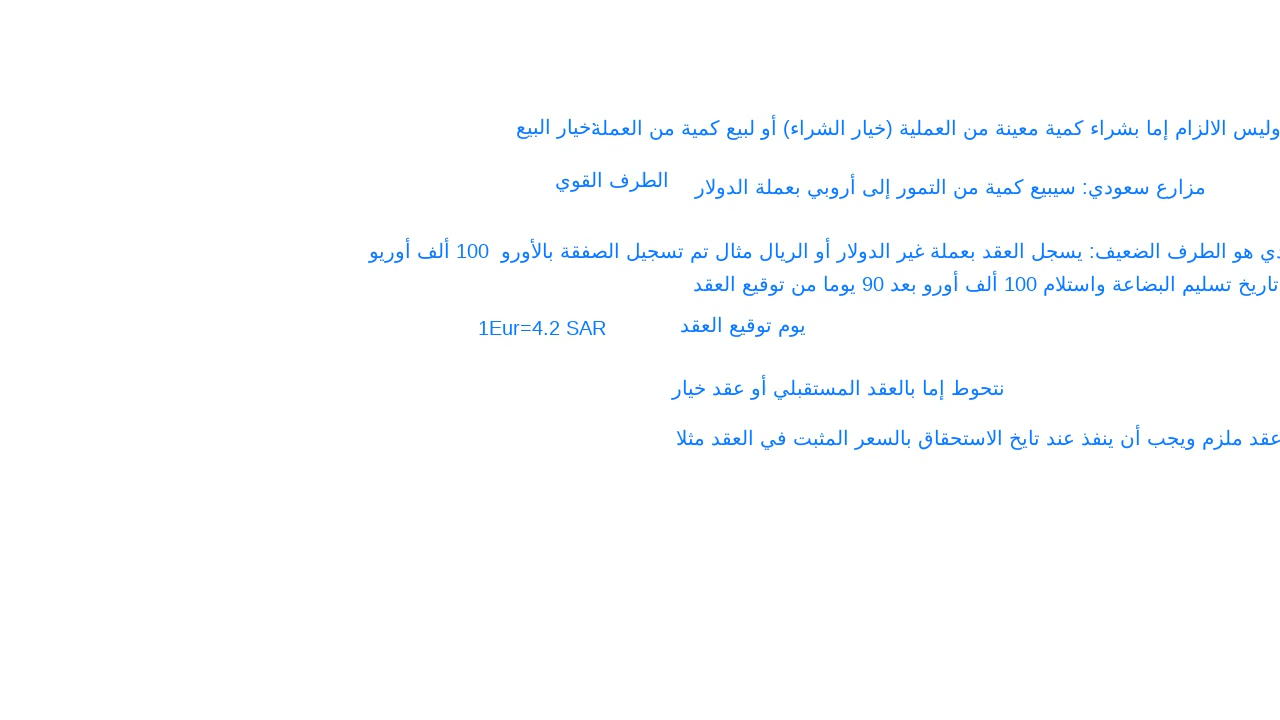 وليس الالزام إما بشراء كمية معينة من العملية (خيار الشراء) أو لبيع كمية من العملة
خيار البيع
مزارع سعودي: سيبيع كمية من التمور إلى أروبي بعملة الدولار
الطرف القوي
هو الطرف الضعيف: يسجل العقد بعملة غير الدولار أو الريال مثال تم تسجيل الصفقة بالأورو 100 ألف أوريو
تاريخ تسليم البضاعة واستلام 100 ألف أورو بعد 90 يوما من توقيع العقد
يوم توقيع العقد
1Eur=4.2 SAR
نتحوط إما بالعقد المستقبلي أو عقد خيار
عقد ملزم ويجب أن ينفذ عند تايخ الاستحقاق بالسعر المثبت في العقد مثلا